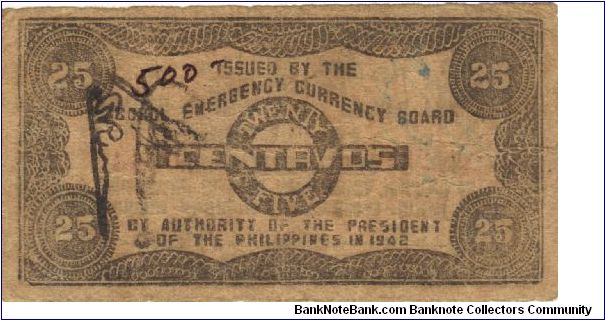 25 500 ISSUED BY THE 25
BOHOL EMERGENCY CURRENCY BOARD
TWENTY
CENTAVOS
FIVE
25 BY AUTHORITY OF THE PRESIDENT 25
OF THE PHILIPPINES IN 1942
BankNoteBank.com Banknote Collectors Community